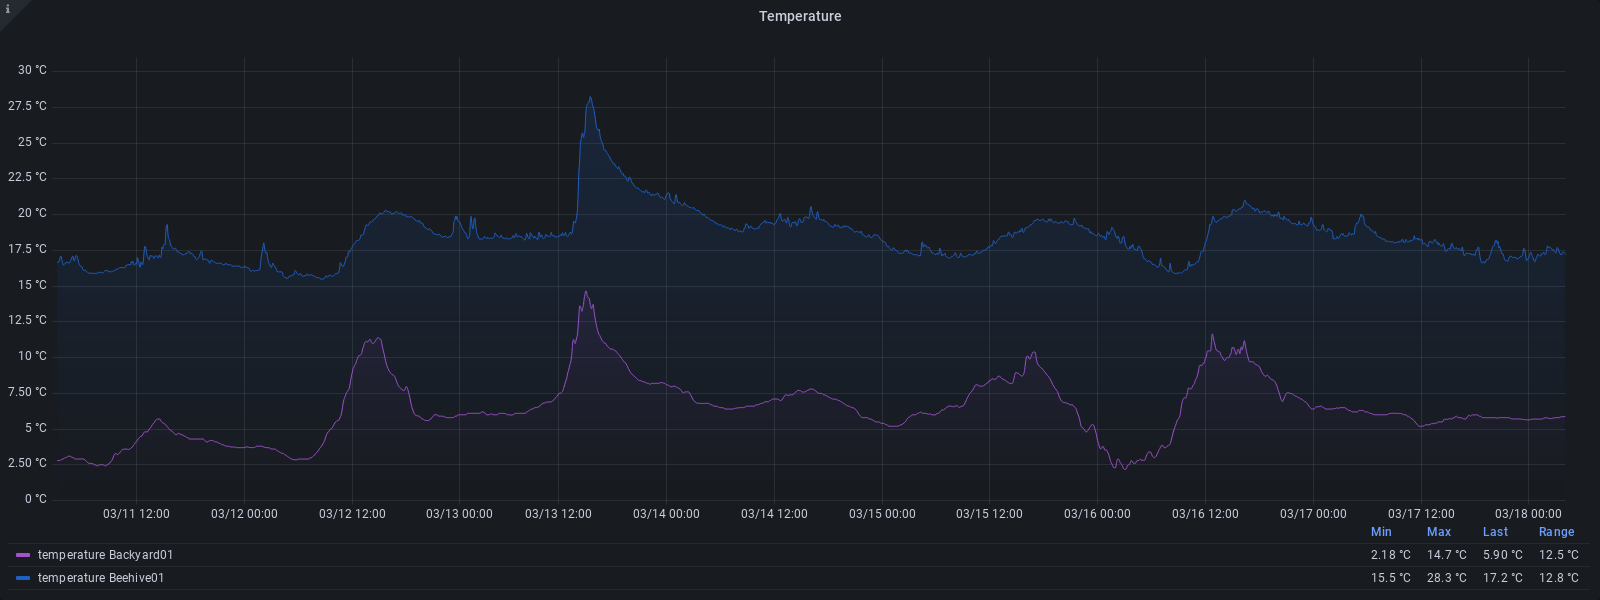 i
Temperature
30 °C
27.5 °C
25 °C
22.5 °C
20 °C
17.5 °C
15 °C
12.5 °C
10 °C
7.50 °C
5 °C
2.50 °C
0 °C
03/11 12:00 03/12 00:00 03/12 12:00 03/13 00:00 03/13 12:00 03/14 00:00 03/14 12:00 03/15 00:00 03/15 12:00 03/16 00:00 03/16 12:00 03/17 00:00 03/17 12:00 03/18 00:00
Min Max Last Range
temperature Backyard01 2.18 °C 14.7 °C 5.90 °C 12.5 °C
temperature Beehive01 15.5 °C 28.3 °C 17.2 °C 12.8 °C